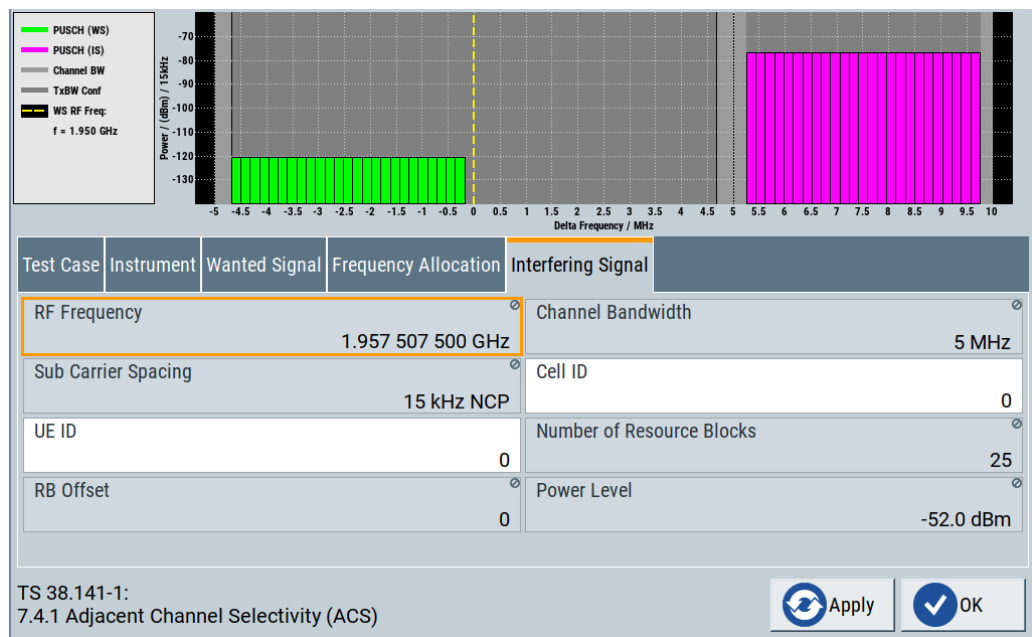 PUSCH (WS)
PUSCH (IS)
Channel BW
TxBW Conf
WS RF Freq:
f = 1.950 GHz
Power / (dBm) / 15kHz
-70
-80
-90
-100
-110
-120
-130
-5 -4.5 -4 -3.5 -3 -2.5 -2 -1.5 -1 -0.5 0 0.5 1 1.5 2 2.5 3 3.5 4 4.5 5 5.5 6 6.5 7 7.5 8 8.5 9 9.5 10
Delta Frequency / MHz
Test Case Instrument Wanted Signal Frequency Allocation Interfering Signal
RF Frequency
1.957 507 500 GHz
Channel Bandwidth
5 MHz
Sub Carrier Spacing
15 kHz NCP
Cell ID
0
UE ID
0
Number of Resource Blocks
25
RB Offset
0
Power Level
-52.0 dBm
TS 38.141-1:
7.4.1 Adjacent Channel Selectivity (ACS)
Apply
OK